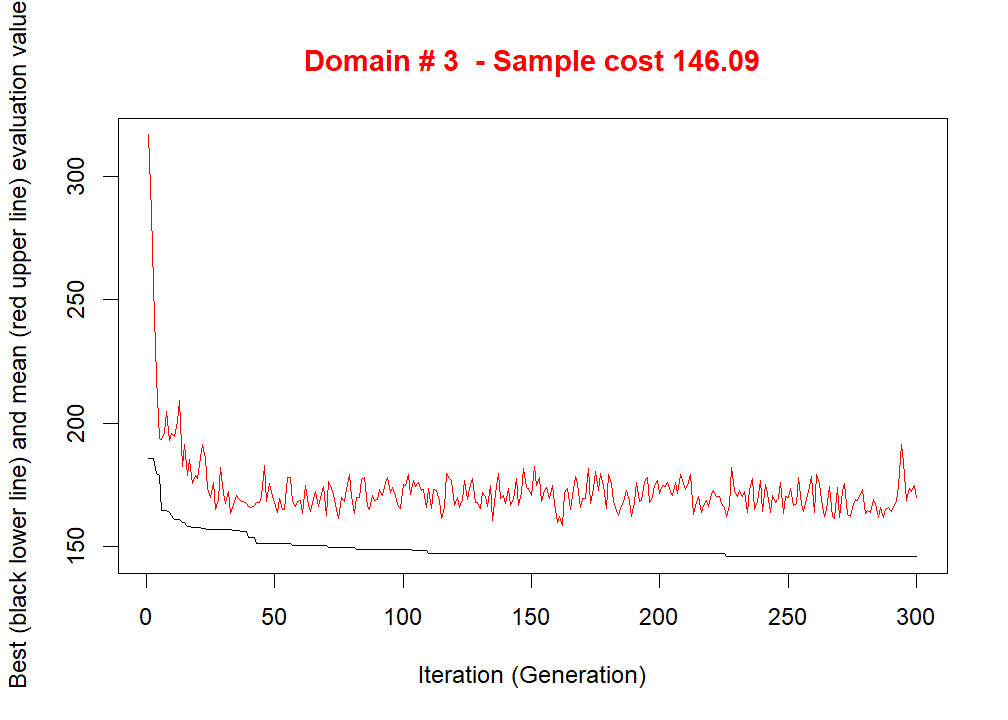 Domain # 3  - Sample cost 146.09
Best (black lower line) and mean (red upper line) evaluation value
300
250
200
150
0 50 100 150 200 250 300
Iteration (Generation)